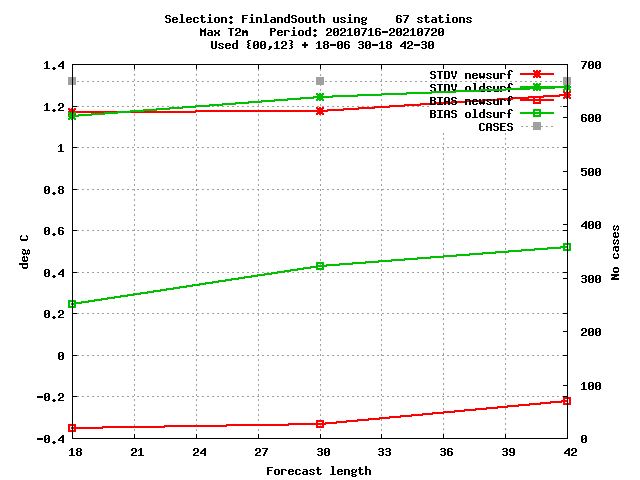 Selection: FinlandSouth using    67 stations
Max T2m   Period: 20210716-20210720
Used {00,12} + 18-06 30-18 42-30
1.4
1.2
1
0.8
0.6
0.4
0.2
0
-0.2
-0.4
deg C
STDV newsurf
STDV oldsurf
BIAS newsurf
BIAS oldsurf
CASES
700
600
500
400
300
200
100
0
No cases
18 21 24 27 30 33 36 39 42
Forecast length